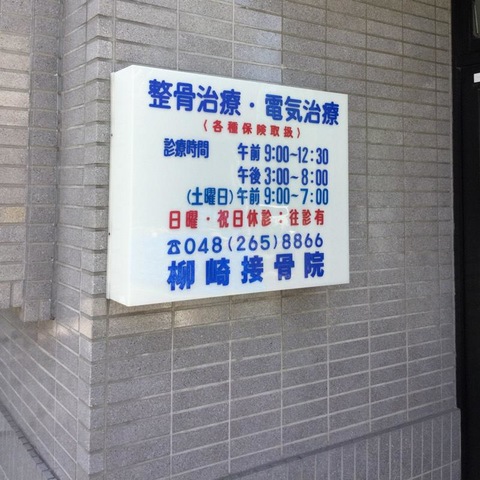 整骨治療・電気治療
(各種保険取扱)
診療時間 午前 9:00~12:30
午後 3:00~8:00
(土曜日)午前 9:00~7:00
日曜・祝日休診:往診有
☎048(265)8866
柳崎接骨院